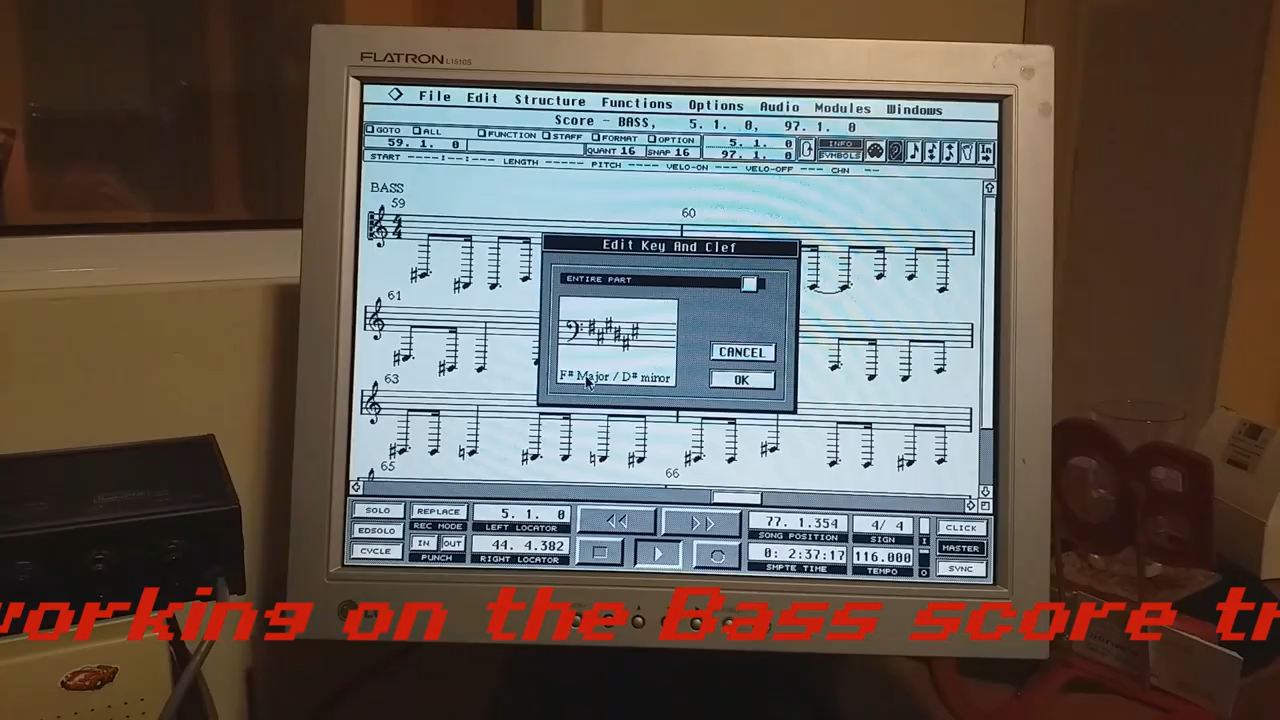 FLATRON L1510S
File Edit Structure Functions Options Audio Modules Windows
Score - BASS, 5. 1. 0, 97. 1. 0
GOTO ALL FUNCTION STAFF FORMAT OPTION 5. 1. 0 INFO
59. 1. 0 QUANT 16 SNAP 16 97. 1. 0 SYMBOLS In
START ---- : -- : --- LENGTH ---- PITCH --- VELO-ON --- VELO-OFF --- CHN --
BASS
59 60
Edit Key And Clef
ENTIRE PART
61
CANCEL
F# Major / D# minor OK
63
65 66
SOLO REPLACE 5. 1. 0 77. 1.354 4/ 4 CLICK
REC MODE LEFT LOCATOR SONG POSITION SIGN
EDSOLO IN OUT 44. 4.382 0: 2:37:17 116.000 MASTER
CYCLE PUNCH RIGHT LOCATOR SMPTE TIME TEMPO SYNC
working on the Bass score tr